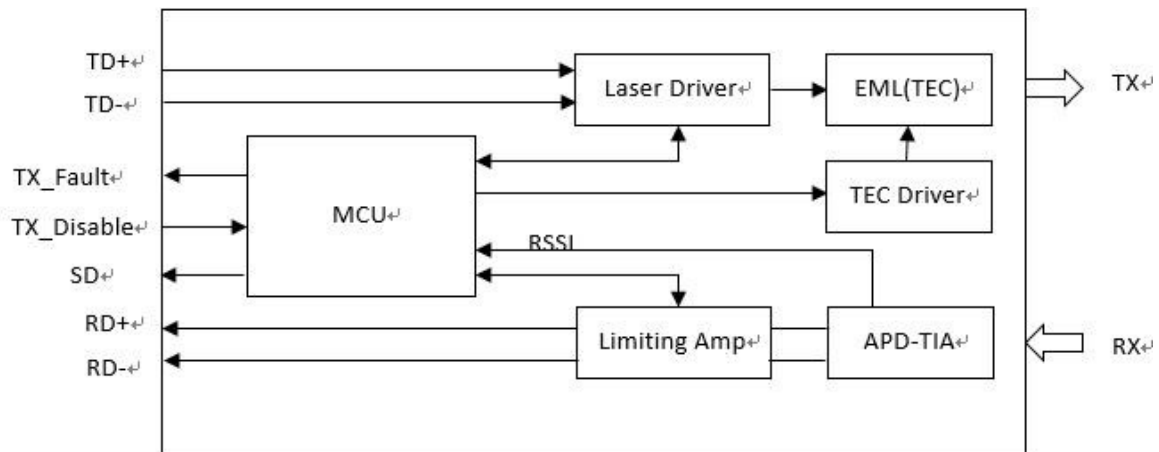 TD+
TD-
TX_Fault
TX_Disable
SD
RD+
RD-
Laser Driver
EML(TEC)
TX
MCU
TEC Driver
RSSI
Limiting Amp
APD-TIA
RX